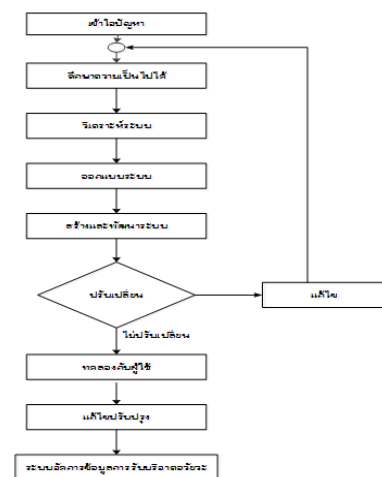 เข้าใจปัญหา
ศึกษาความเป็นไปได้
วิเคราะห์ระบบ
ออกแบบระบบ
สร้างและพัฒนาระบบ
ปรับเปลี่ยน
แก้ไข
ไม่ปรับเปลี่ยน
ทดลองกับผู้ใช้
แก้ไขปรับปรุง
ระบบจัดการข้อมูลการรับบริจาคอวัยวะ